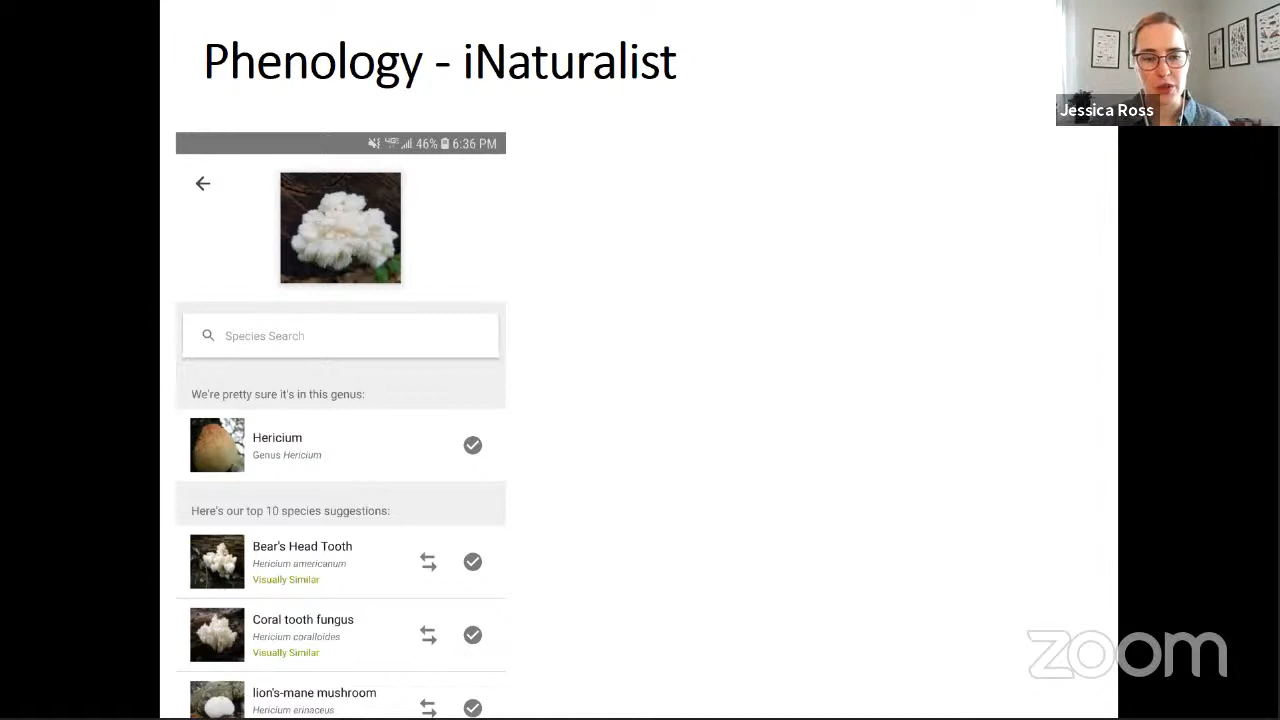 Phenology - iNaturalist
Jessica Ross
46% 6:36 PM
Species Search
We're pretty sure it's in this genus:
Hericium
Genus Hericium
Here's our top 10 species suggestions:
Bear's Head Tooth
Hericium americanum
Visually Similar
Coral tooth fungus
Hericium coralloides
Visually Similar
lion's-mane mushroom
Hericium erinaceus
zoom